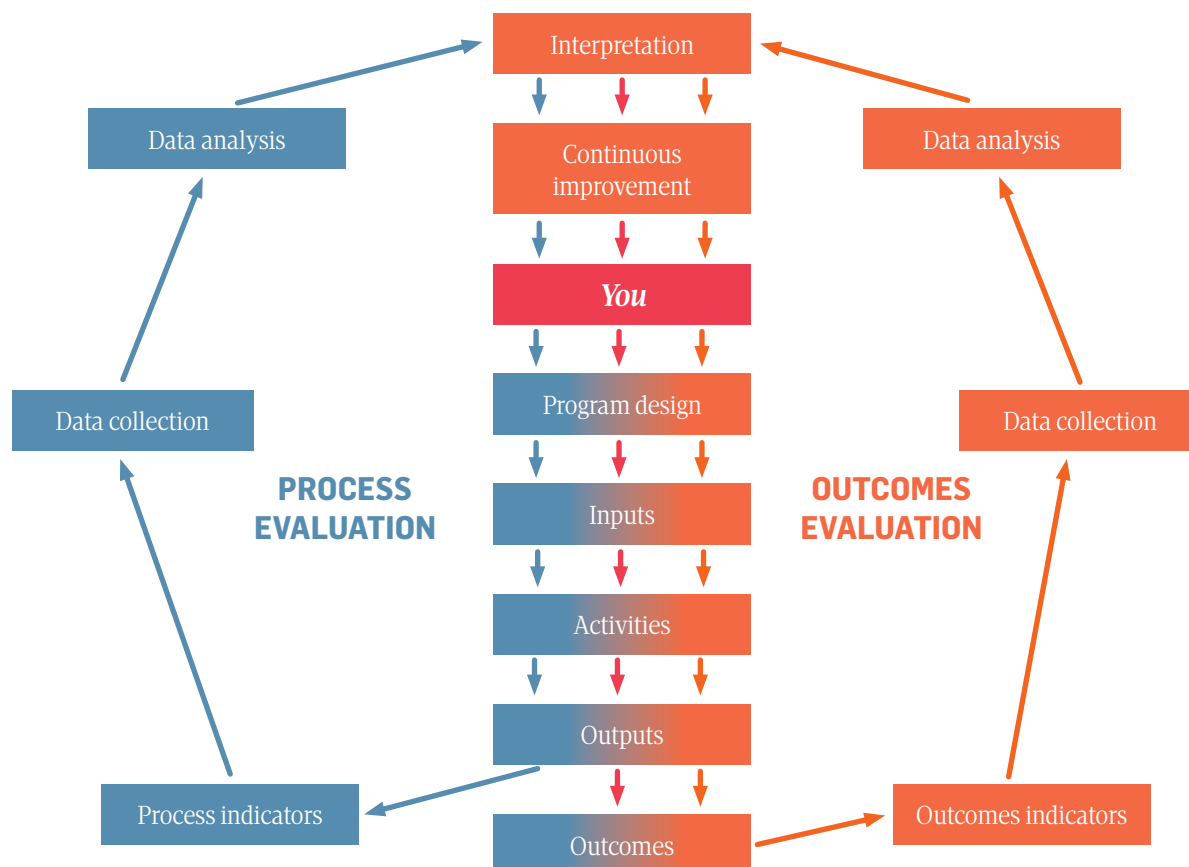 Interpretation
Data analysis
Data analysis
Continuous
improvement
You
Program design
Data collection
Data collection
PROCESS
EVALUATION
OUTCOMES
EVALUATION
Inputs
Activities
Outputs
Process indicators
Outcomes indicators
Outcomes